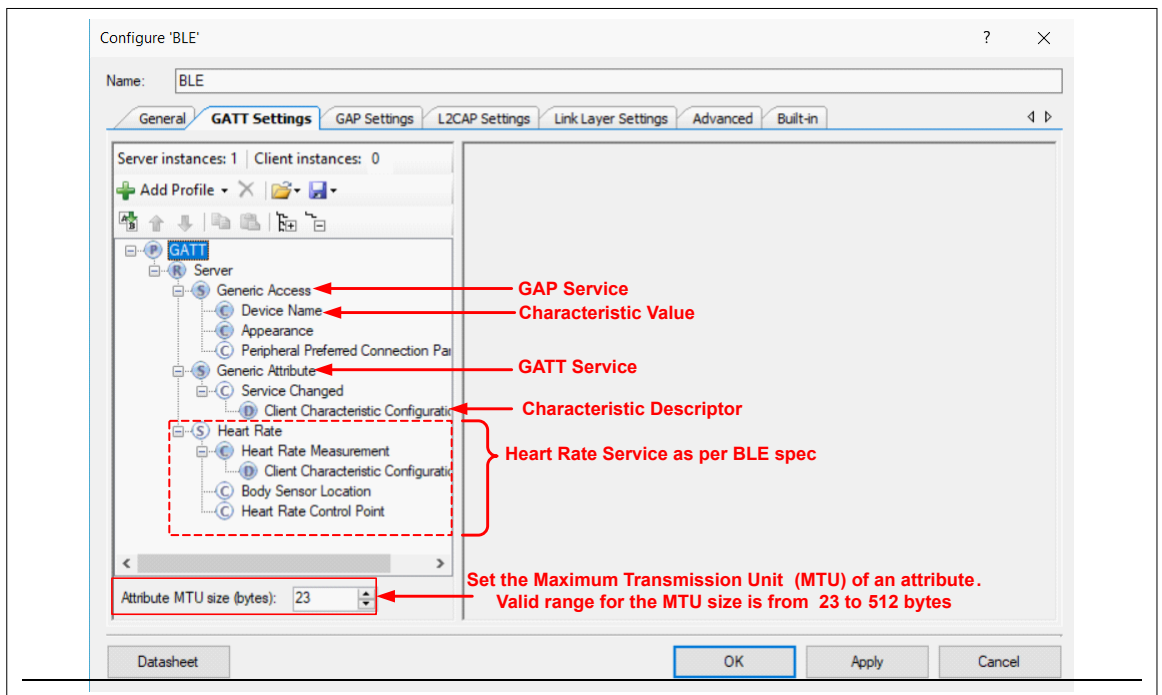 Configure 'BLE'
?
Name: BLE
General GATT Settings GAP Settings L2CAP Settings Link Layer Settings Advanced Built-in
Server instances: 1 Client instances: 0
Add Profile
GATT
Server
Generic Access
GAP Service
Device Name
Characteristic Value
Appearance
Peripheral Preferred Connection Par
Generic Attribute
GATT Service
Service Changed
Client Characteristic Configuratio
Characteristic Descriptor
Heart Rate
Heart Rate Measurement
Heart Rate Service as per BLE spec
Client Characteristic Configuratio
Body Sensor Location
Heart Rate Control Point
Attribute MTU size (bytes): 23
Set the Maximum Transmission Unit (MTU) of an attribute.
Valid range for the MTU size is from 23 to 512 bytes
Datasheet OK Apply Cancel